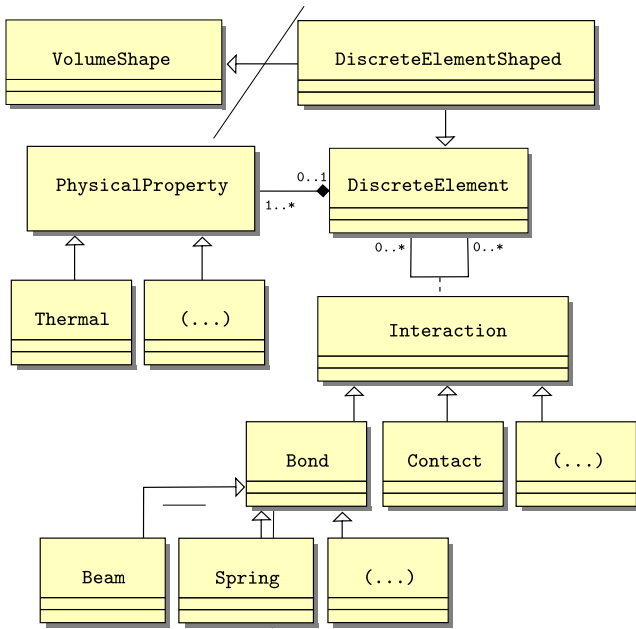 VolumeShape
DiscreteElementShaped
PhysicalProperty
0..1
1..*
DiscreteElement
0..*
0..*
Thermal
(...)
Interaction
Bond
Contact
(...)
Beam
Spring
(...)